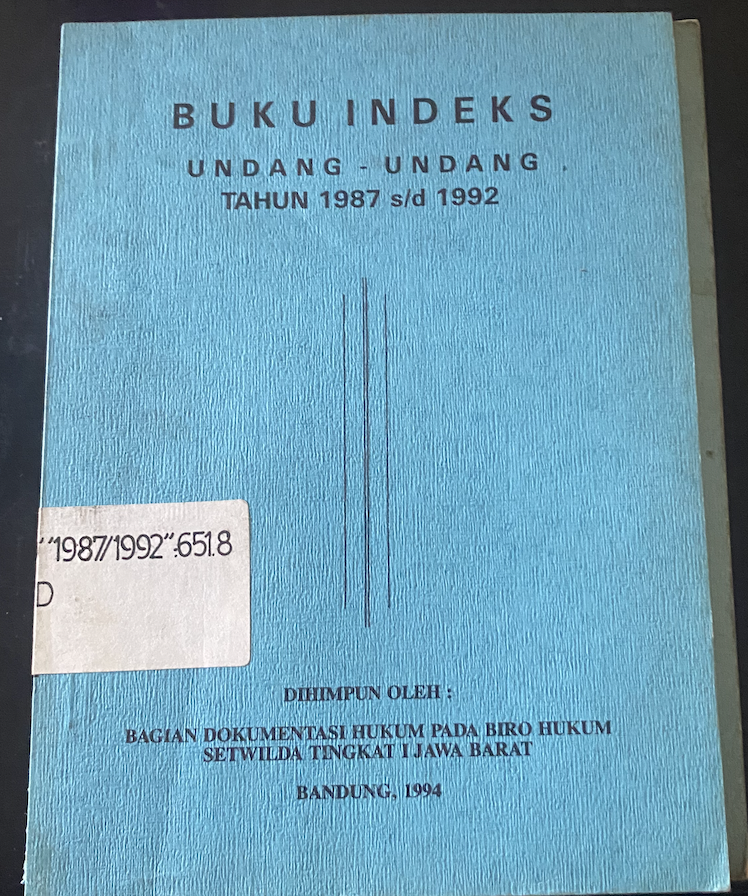 BUKU INDEKS
UNDANG - UNDANG
TAHUN 1987 s/d 1992
"1987/1992":651.8
D
DIHIMPUN OLEH :
BAGIAN DOKUMENTASI HUKUM PADA BIRO HUKUM
SETWILDA TINGKAT I JAWA BARAT
BANDUNG, 1994